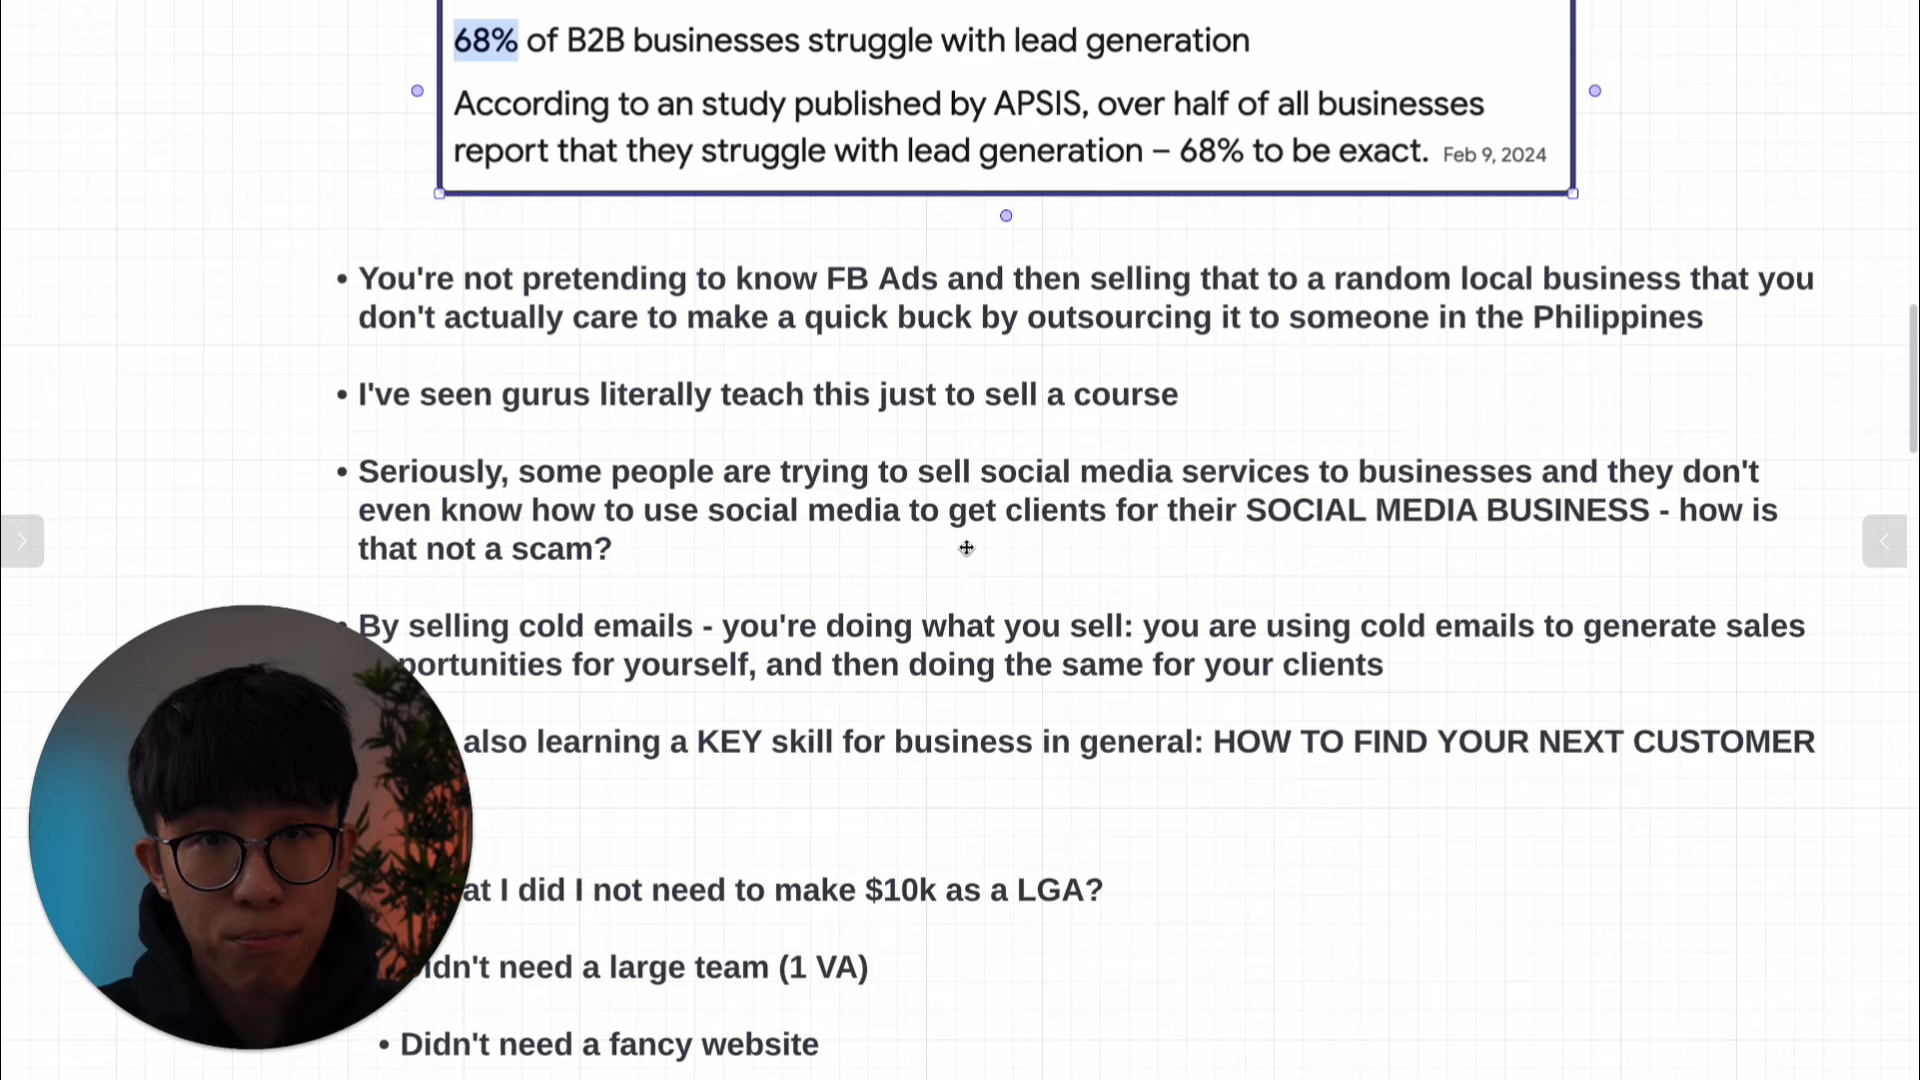 68% of B2B businesses struggle with lead generation
According to an study published by APSIS, over half of all businesses
report that they struggle with lead generation – 68% to be exact. Feb 9, 2024
• You're not pretending to know FB Ads and then selling that to a random local business that you
don't actually care to make a quick buck by outsourcing it to someone in the Philippines
• I've seen gurus literally teach this just to sell a course
• Seriously, some people are trying to sell social media services to businesses and they don't
even know how to use social media to get clients for their SOCIAL MEDIA BUSINESS - how is
that not a scam?
• By selling cold emails - you're doing what you sell: you are using cold emails to generate sales
portunities for yourself, and then doing the same for your clients
also learning a KEY skill for business in general: HOW TO FIND YOUR NEXT CUSTOMER
at I did I not need to make $10k as a LGA?
idn't need a large team (1 VA)
• Didn't need a fancy website